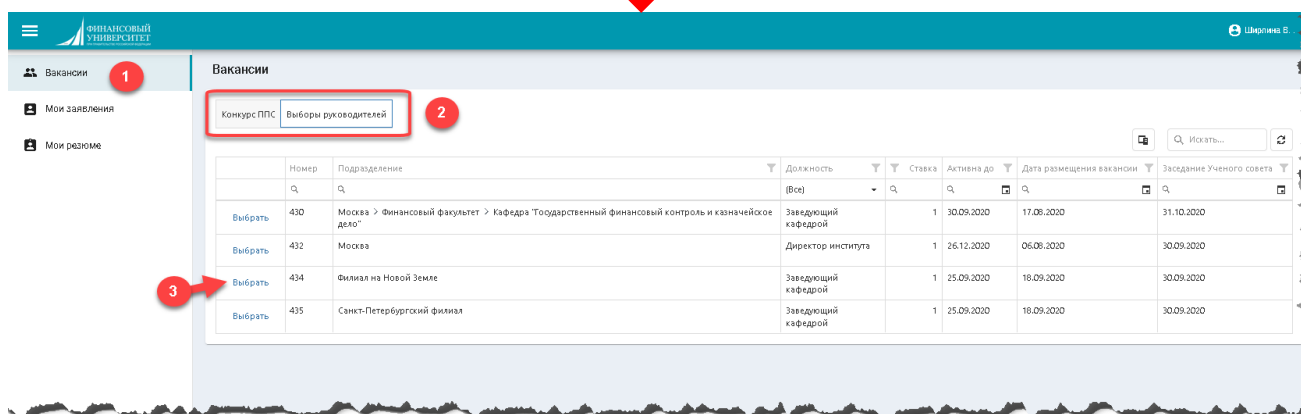 ФИНАНСОВЫЙ
УНИВЕРСИТЕТ
Ширлина В. .
Вакансии
1
Мои заявления
Мои резюме
Вакансии
Конкурс ППС Выборы руководителей
2
Искать...
Номер Подразделение Должность Ставка Активна до Дата размещения вакансии Заседание Ученого совета
(Все)
Выбрать 430 Москва > Финансовый факультет > Кафедра "Государственный финансовый контроль и казначейское дело" Заведующий кафедрой 1 30.09.2020 17.08.2020 31.10.2020
Выбрать 432 Москва Директор института 1 26.12.2020 06.08.2020 30.09.2020
3
Выбрать 434 Филиал на Новой Земле Заведующий кафедрой 1 25.09.2020 18.09.2020 30.09.2020
Выбрать 435 Санкт-Петербургский филиал Заведующий кафедрой 1 25.09.2020 18.09.2020 30.09.2020